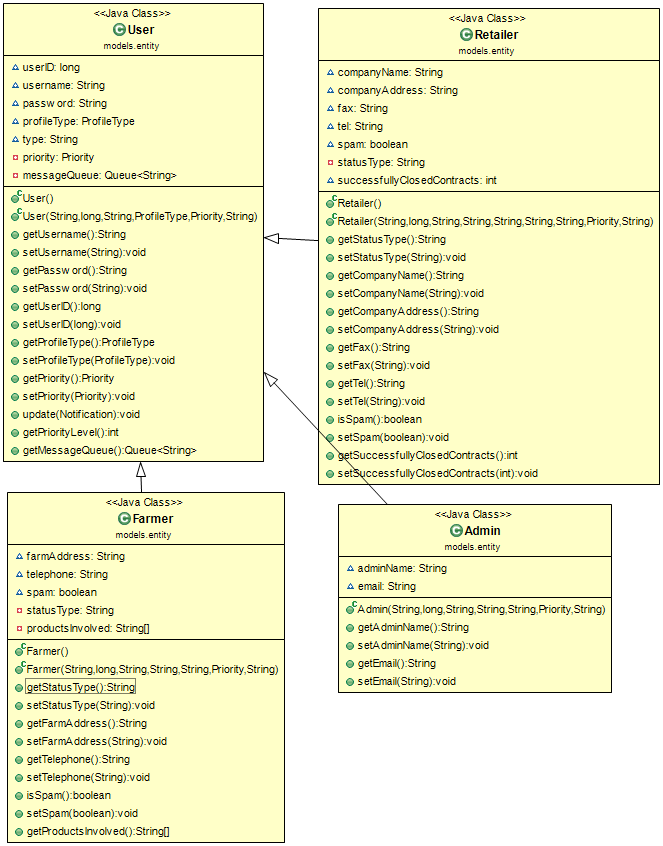 <<Java Class>>
User
models.entity
userID: long
username: String
password: String
profileType: ProfileType
type: String
priority: Priority
messageQueue: Queue<String>
User()
User(String,long,String,ProfileType,Priority,String)
getUsername():String
setUsername(String):void
getPassword():String
setPassword(String):void
getUserID():long
setUserID(long):void
getProfileType():ProfileType
setProfileType(ProfileType):void
getPriority():Priority
setPriority(Priority):void
update(Notification):void
getPriorityLevel():int
getMessageQueue():Queue<String>
<<Java Class>>
Retailer
models.entity
companyName: String
companyAddress: String
fax: String
tel: String
spam: boolean
statusType: String
successfullyClosedContracts: int
Retailer()
Retailer(String,long,String,String,String,String,Priority,String)
getStatusType():String
setStatusType(String):void
getCompanyName():String
setCompanyName(String):void
getCompanyAddress():String
setCompanyAddress(String):void
getFax():String
setFax(String):void
getTel():String
setTel(String):void
isSpam():boolean
setSpam(boolean):void
getSuccessfullyClosedContracts():int
setSuccessfullyClosedContracts(int):void
<<Java Class>>
Farmer
models.entity
farmAddress: String
telephone: String
spam: boolean
statusType: String
productsInvolved: String[]
Farmer()
Farmer(String,long,String,String,String,Priority,String)
getStatusType():String
setStatusType(String):void
getFarmAddress():String
setFarmAddress(String):void
getTelephone():String
setTelephone(String):void
isSpam():boolean
setSpam(boolean):void
getProductsInvolved():String[]
<<Java Class>>
Admin
models.entity
adminName: String
email: String
Admin(String,long,String,String,String,Priority,String)
getAdminName():String
setAdminName(String):void
getEmail():String
setEmail(String):void